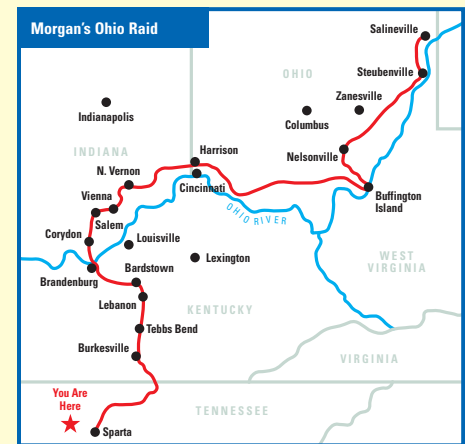 Morgan's Ohio Raid
Salineville
OHIO
Steubenville
Zanesville
Indianapolis
Columbus
INDIANA
Harrison
Nelsonville
N. Vernon
Cincinnati
Vienna
Buffington
Island
Salem
OHIO RIVER
Corydon
Louisville
Lexington
WEST
VIRGINIA
Brandenburg
Bardstown
Lebanon
KENTUCKY
Tebbs Bend
Burkesville
VIRGINIA
You Are
Here
TENNESSEE
Sparta